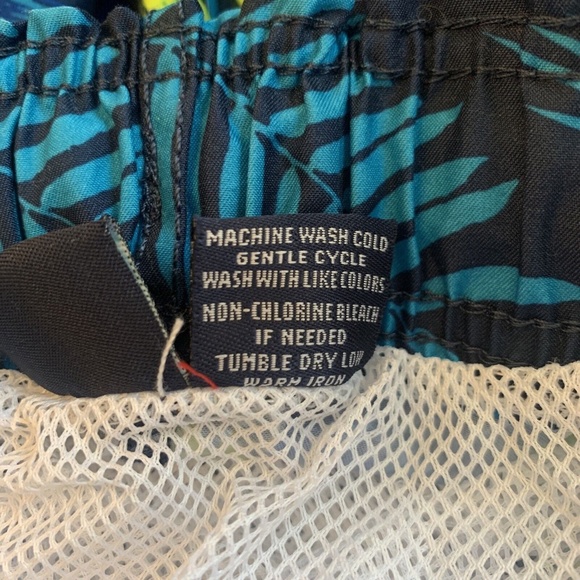 MACHINE WASH COLD
GENTLE CYCLE
WASH WITH LIKE COLORS
NON-CHLORINE BLEACH
IF NEEDED
TUMBLE DRY LOW
WARM IRON